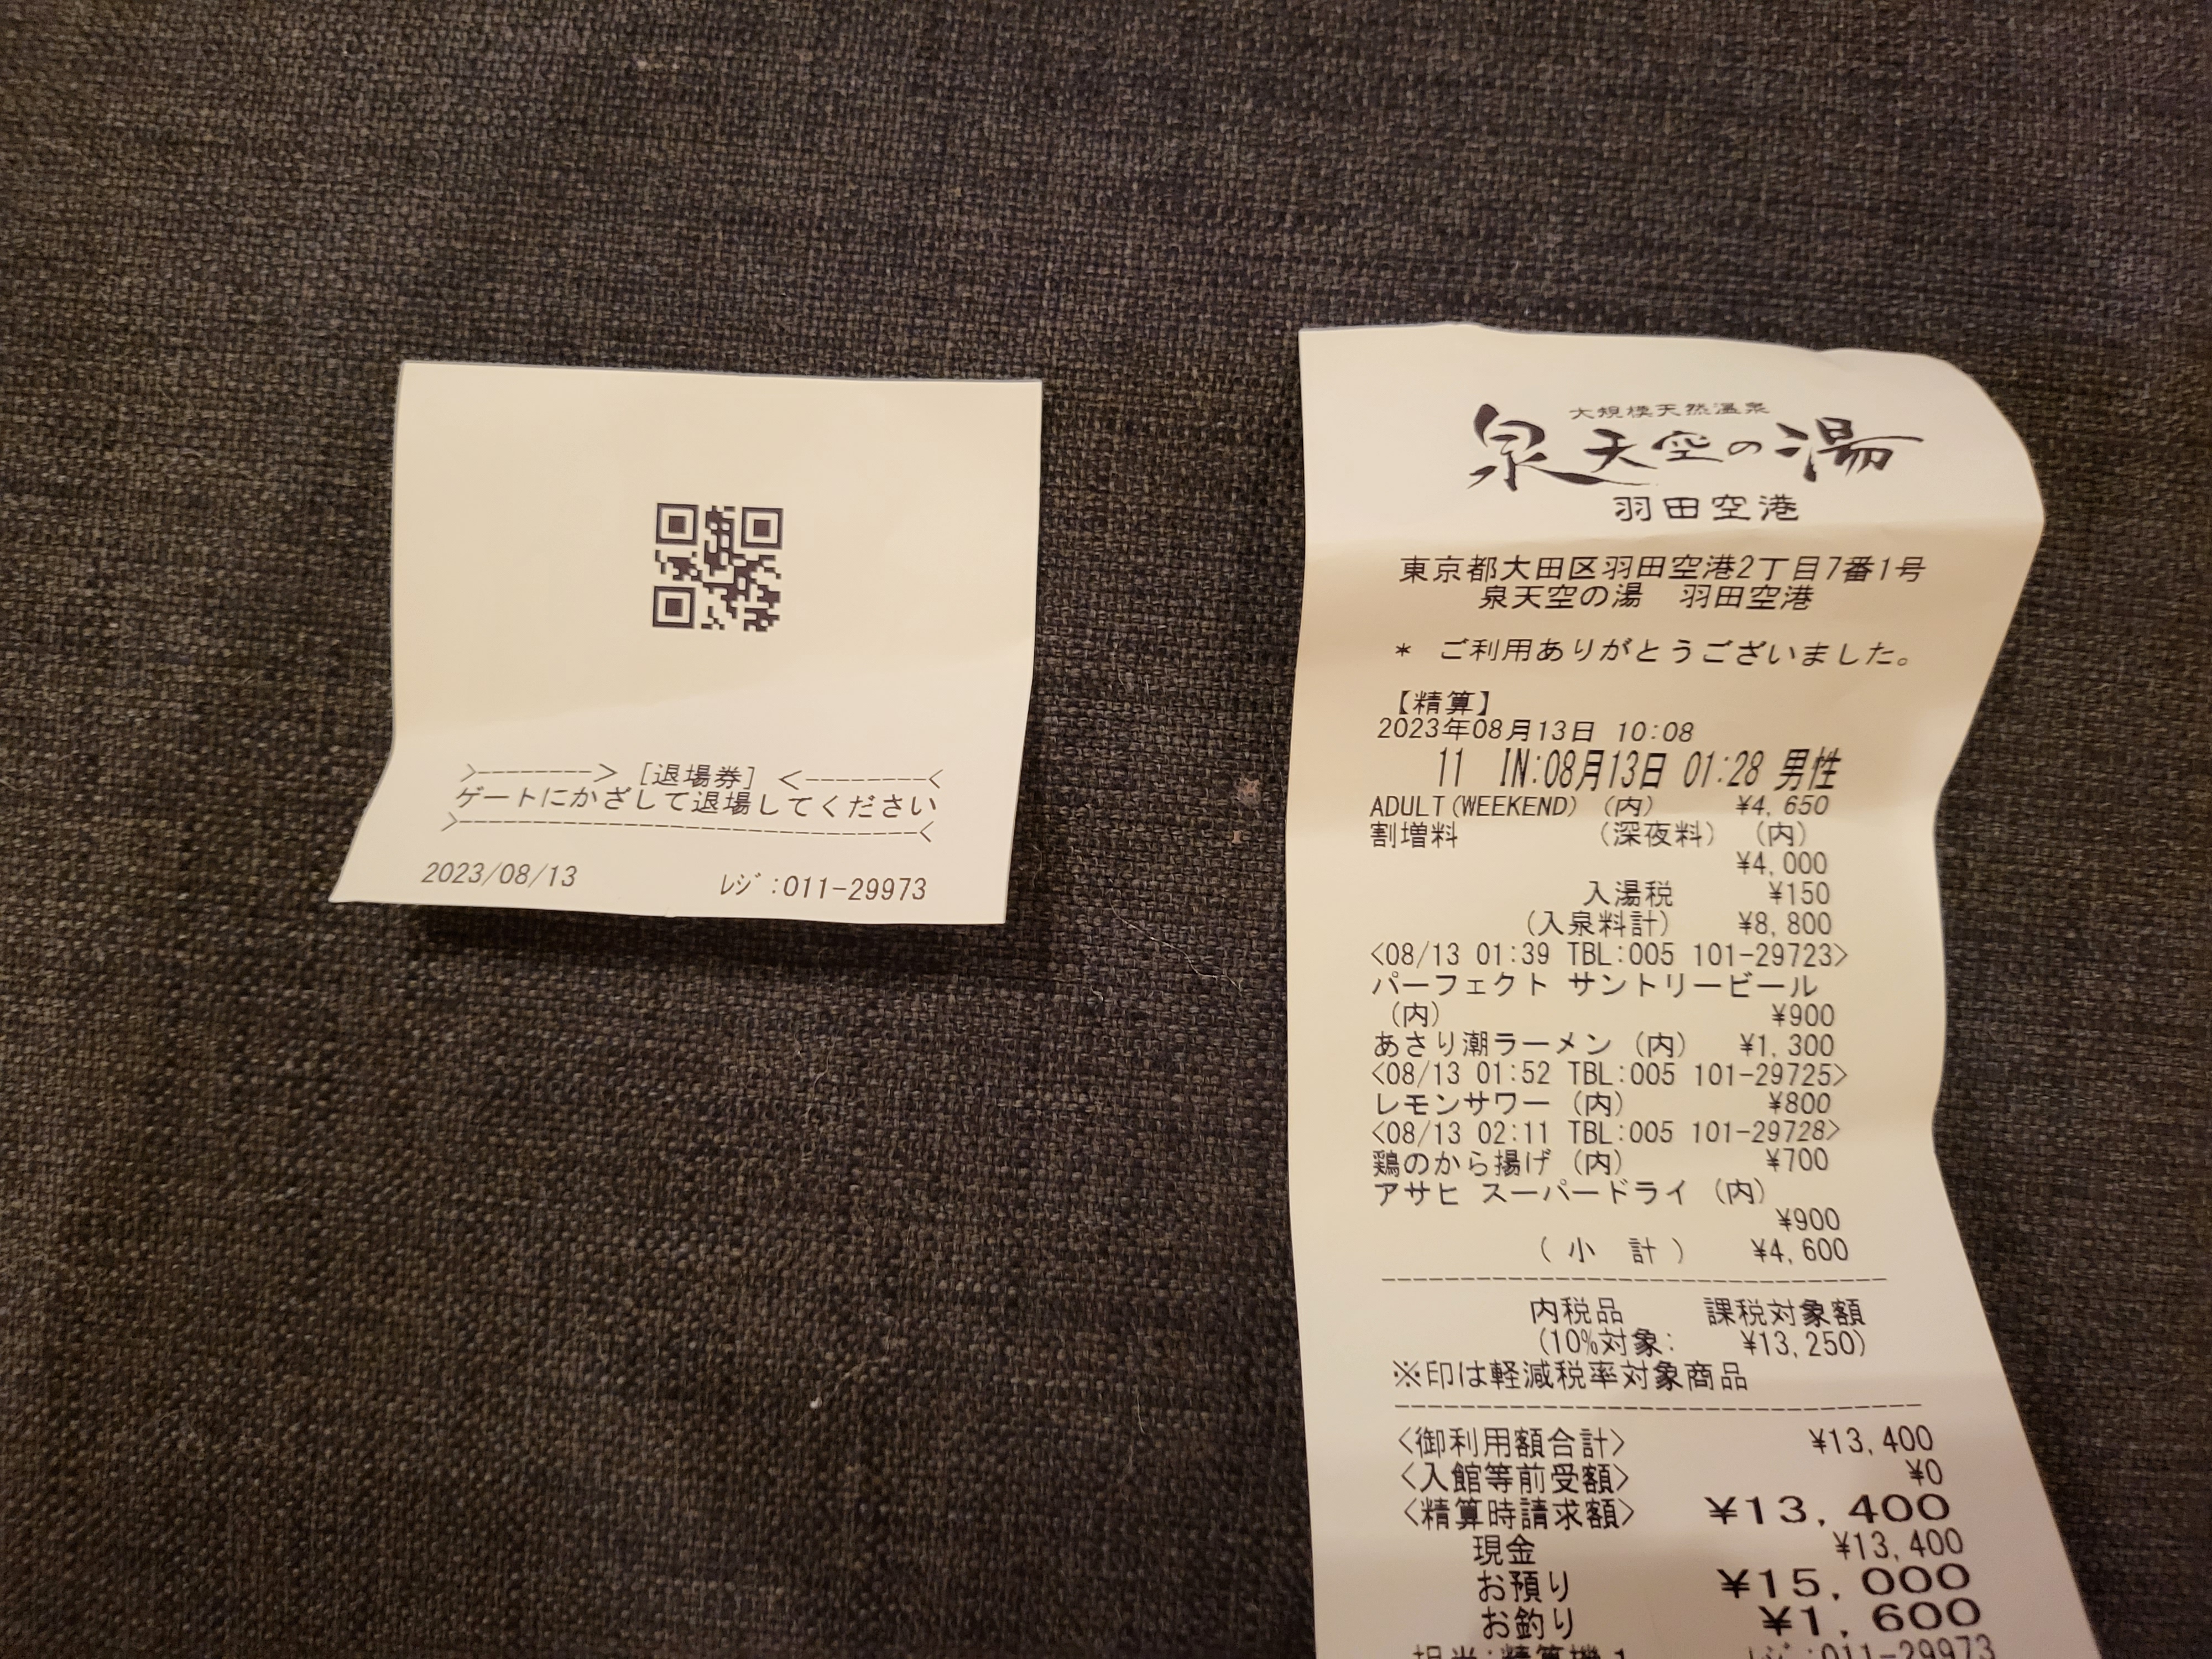 >--------> [退場券] <--------<
ゲートにかざして退場してください
>-----------------------------<
2023/08/13 ﾚｼﾞ:011-29973
大規模天然温泉
泉天空の湯
羽田空港
東京都大田区羽田空港2丁目7番1号
泉天空の湯 羽田空港
* ご利用ありがとうございました。
【精算】
2023年08月13日 10:08
11 IN:08月13日 01:28 男性
ADULT(WEEKEND) (内) ¥4,650
割増料 (深夜料) (内)
¥4,000
入湯税 ¥150
(入泉料計) ¥8,800
<08/13 01:39 TBL:005 101-29723>
パーフェクト サントリービール
(内) ¥900
あさり潮ラーメン (内) ¥1,300
<08/13 01:52 TBL:005 101-29725>
レモンサワー (内) ¥800
<08/13 02:11 TBL:005 101-29728>
鶏のから揚げ (内) ¥700
アサヒ スーパードライ (内)
¥900
( 小 計 ) ¥4,600
--------------------------------
内税品 課税対象額
(10%対象: ¥13,250)
※印は軽減税率対象商品
--------------------------------
<御利用額合計> ¥13,400
<入館等前受額> ¥0
<精算時請求額> ¥13,400
現金 ¥13,400
お預り ¥15,000
お釣り ¥1,600
担当:精算機1 ﾚｼﾞ:011-29973